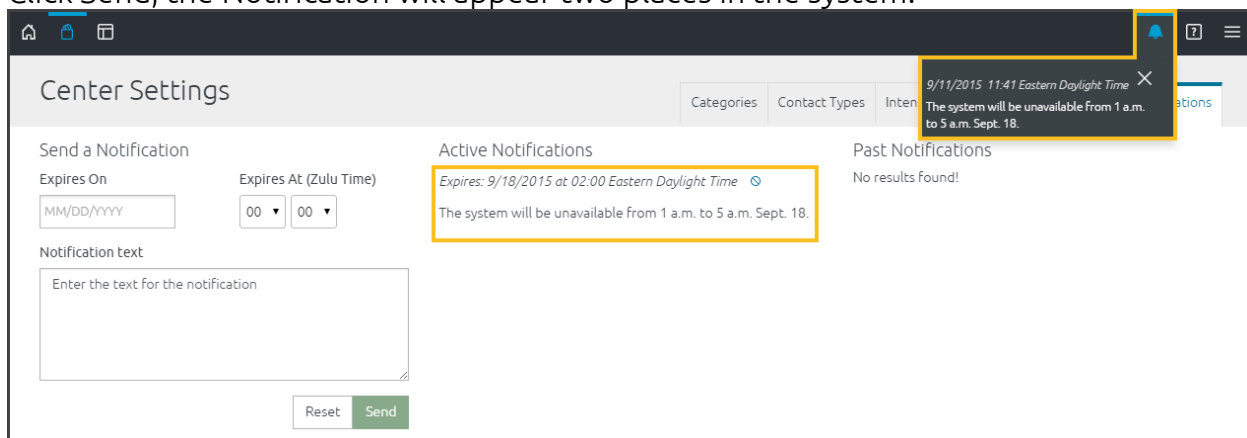 Click Send, the Notification will appear two places in the system.
9/11/2015 11:41 Eastern Daylight Time
The system will be unavailable from 1 a.m.
to 5 a.m. Sept. 18.
Center Settings
Categories Contact Types
Send a Notification
Expires On Expires At (Zulu Time)
MM/DD/YYYY 00 00
Notification text
Enter the text for the notification
Reset Send
Active Notifications
Expires: 9/18/2015 at 02:00 Eastern Daylight Time
The system will be unavailable from 1 a.m. to 5 a.m. Sept. 18.
Past Notifications
No results found!